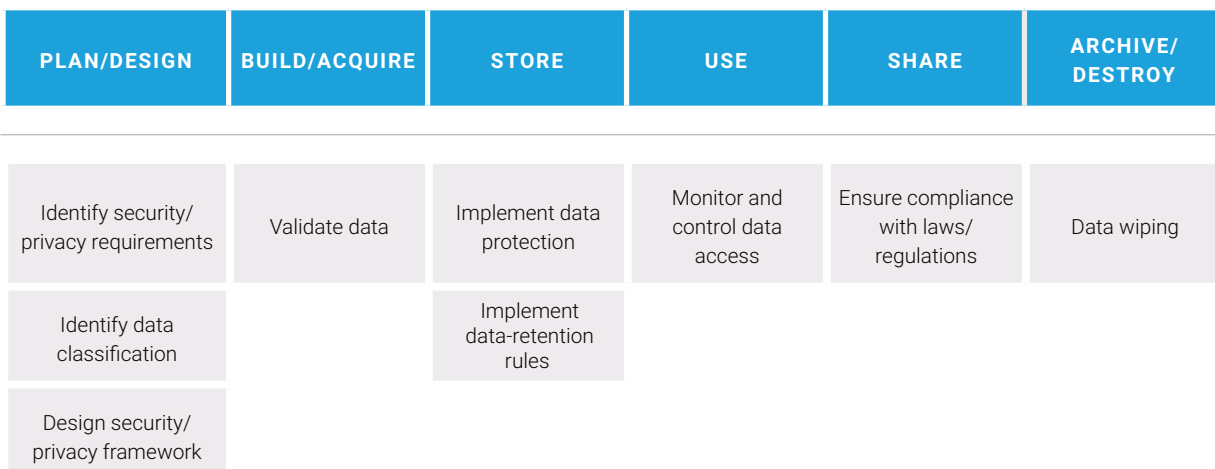 PLAN/DESIGN
BUILD/ACQUIRE
STORE
USE
SHARE
ARCHIVE/
DESTROY
Identify security/
privacy requirements
Validate data
Implement data
protection
Monitor and
control data
access
Ensure compliance
with laws/
regulations
Data wiping
Identify data
classification
Implement
data-retention
rules
Design security/
privacy framework